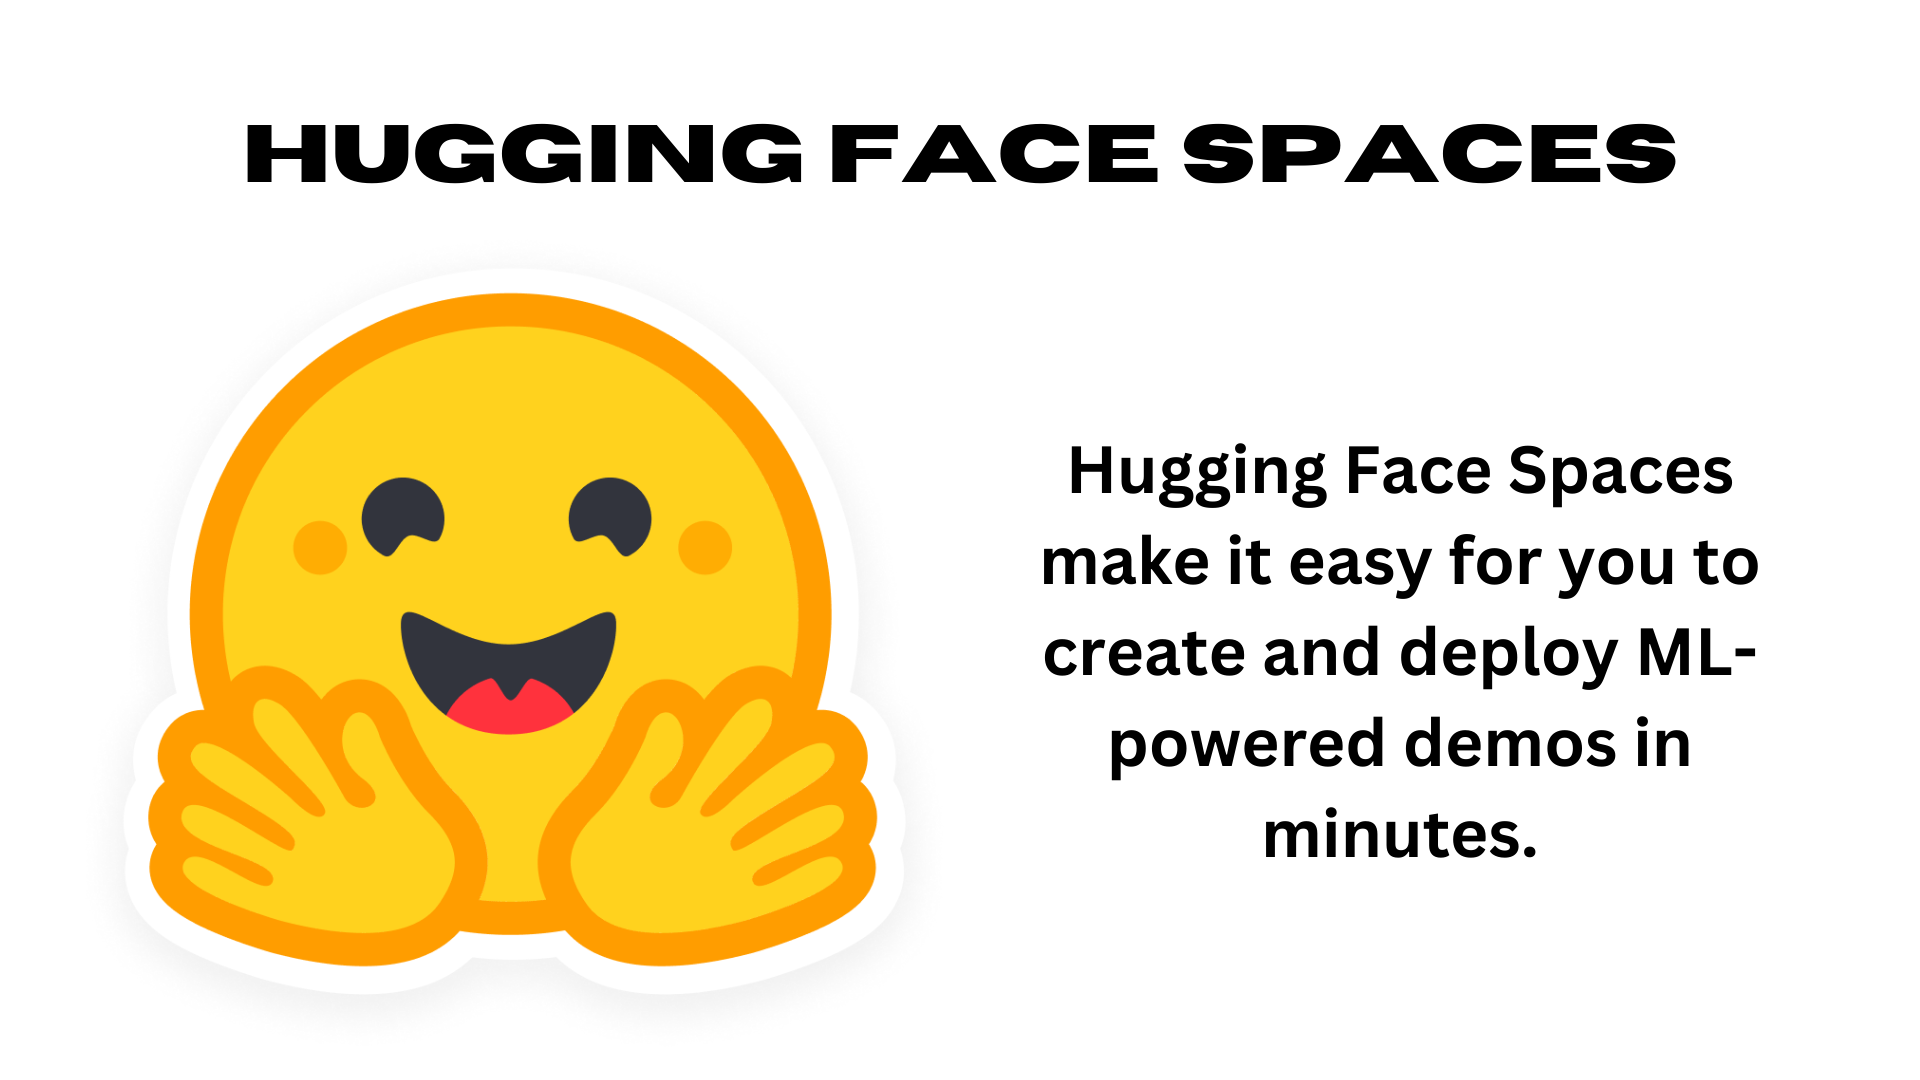 HUGGING FACE SPACES
Hugging Face Spaces
make it easy for you to
create and deploy ML-
powered demos in
minutes.